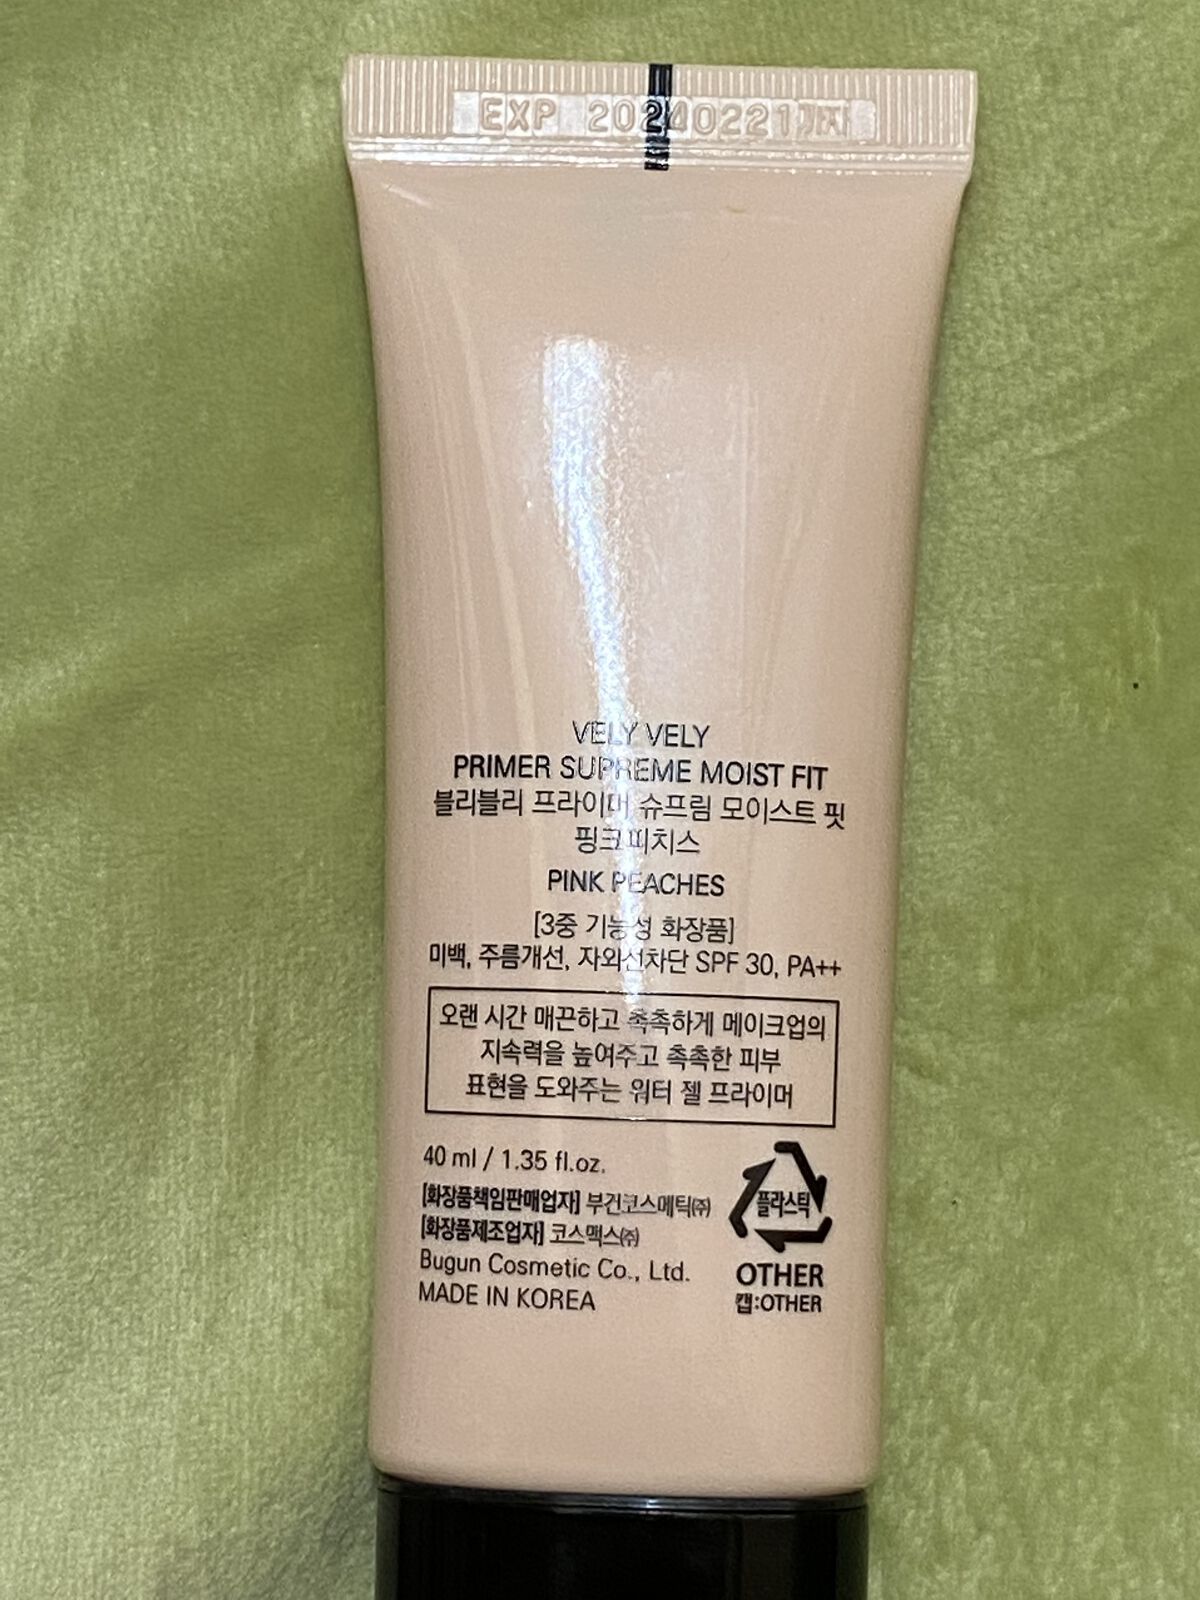 EXP 20240221까지
VELY VELY
PRIMER SUPREME MOIST FIT
블리블리 프라이머 슈프림 모이스트 핏
핑크피치스
PINK PEACHES
[3중 기능성 화장품]
미백, 주름개선, 자외선차단 SPF 30, PA++
오랜 시간 매끈하고 촉촉하게 메이크업의
지속력을 높여주고 촉촉한 피부
표현을 도와주는 워터 젤 프라이머
40 ml / 1.35 fl.oz.
[화장품책임판매업자] 부건코스메틱㈜
[화장품제조업자] 코스맥스㈜
Bugun Cosmetic Co., Ltd.
MADE IN KOREA
플라스틱
OTHER
캡:OTHER